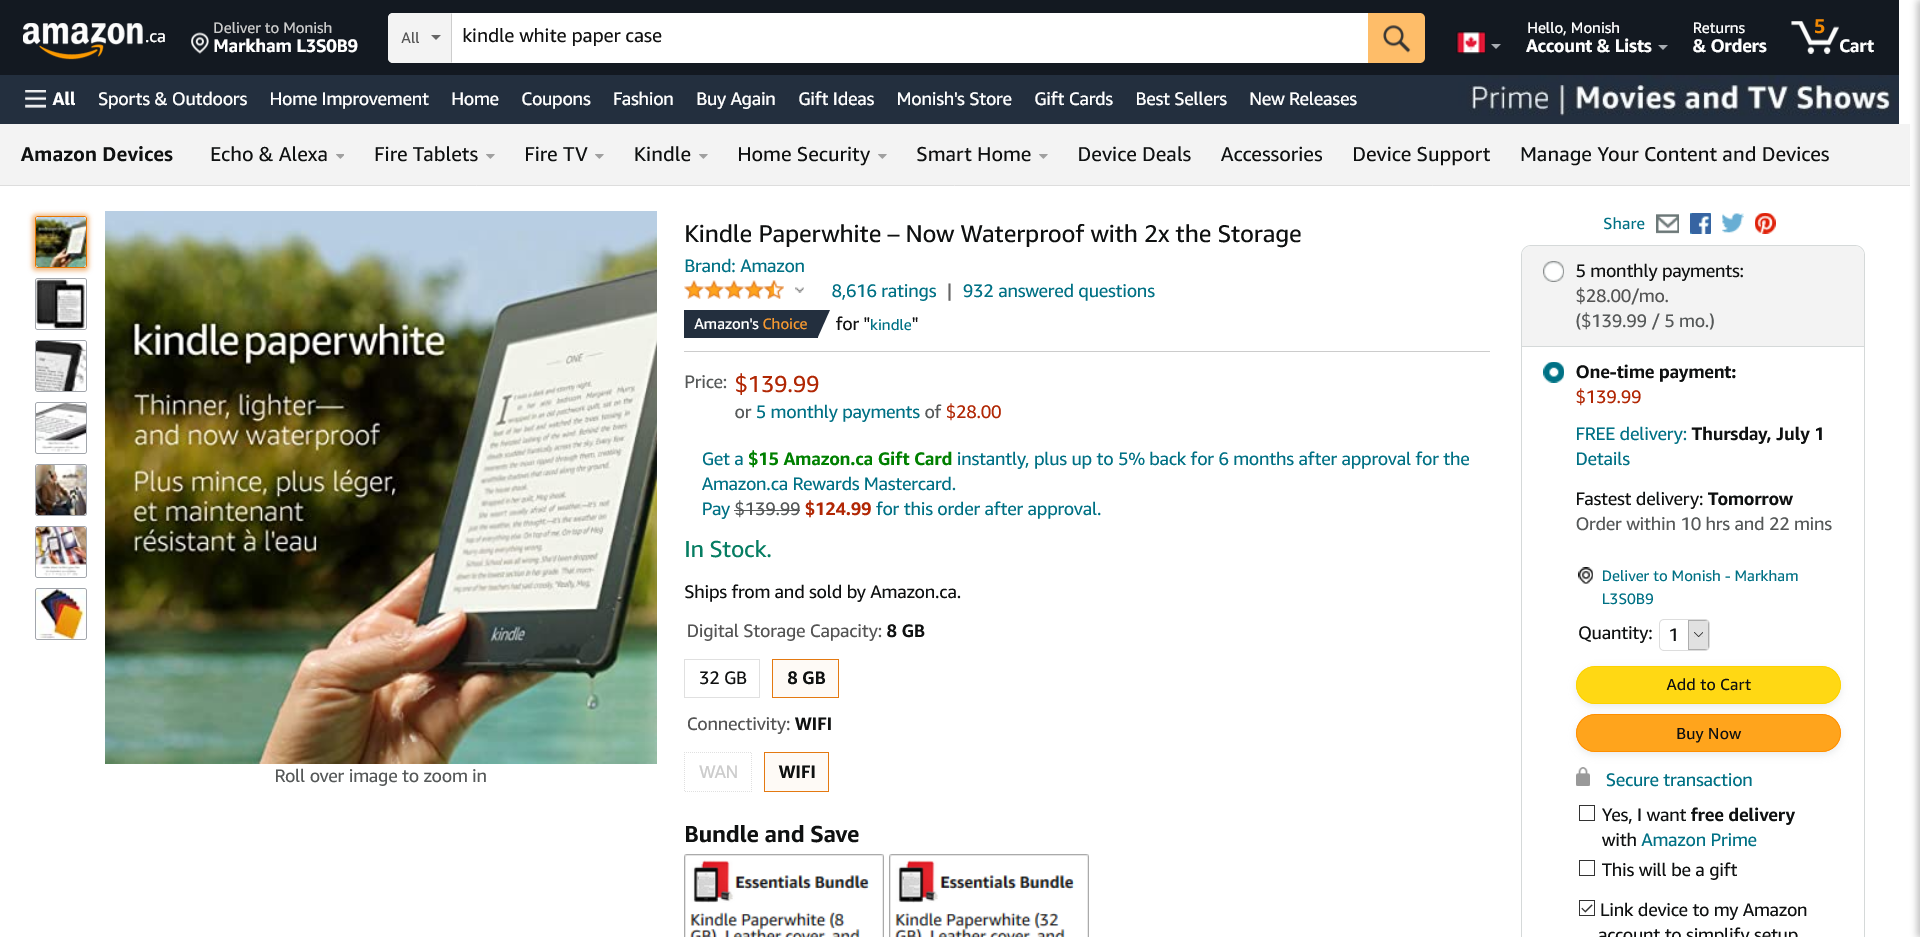 amazon.ca
Deliver to Monish
Markham L3S0B9
All
kindle white paper case
Hello, Monish
Account & Lists
Returns
& Orders
5
Cart
All
Sports & Outdoors
Home Improvement
Home
Coupons
Fashion
Buy Again
Gift Ideas
Monish's Store
Gift Cards
Best Sellers
New Releases
Prime | Movies and TV Shows
Amazon Devices
Echo & Alexa
Fire Tablets
Fire TV
Kindle
Home Security
Smart Home
Device Deals
Accessories
Device Support
Manage Your Content and Devices
kindle paperwhite
Thinner, lighter—
and now waterproof
Plus mince, plus léger,
et maintenant
résistant à l'eau
ONE
kindle
Roll over image to zoom in
Kindle Paperwhite – Now Waterproof with 2x the Storage
Brand: Amazon
8,616 ratings | 932 answered questions
Amazon's Choice for "kindle"
Price: $139.99
or 5 monthly payments of $28.00
Get a $15 Amazon.ca Gift Card instantly, plus up to 5% back for 6 months after approval for the
Amazon.ca Rewards Mastercard.
Pay $139.99 $124.99 for this order after approval.
In Stock.
Ships from and sold by Amazon.ca.
Digital Storage Capacity: 8 GB
32 GB
8 GB
Connectivity: WIFI
WAN
WIFI
Bundle and Save
Essentials Bundle
Kindle Paperwhite (8
GB), Leather cover, and
Essentials Bundle
Kindle Paperwhite (32
GB), Leather cover, and
Share
5 monthly payments:
$28.00/mo.
($139.99 / 5 mo.)
One-time payment:
$139.99
FREE delivery: Thursday, July 1
Details
Fastest delivery: Tomorrow
Order within 10 hrs and 22 mins
Deliver to Monish - Markham
L3S0B9
Quantity: 1
Add to Cart
Buy Now
Secure transaction
Yes, I want free delivery
with Amazon Prime
This will be a gift
Link device to my Amazon
account to simplify setup